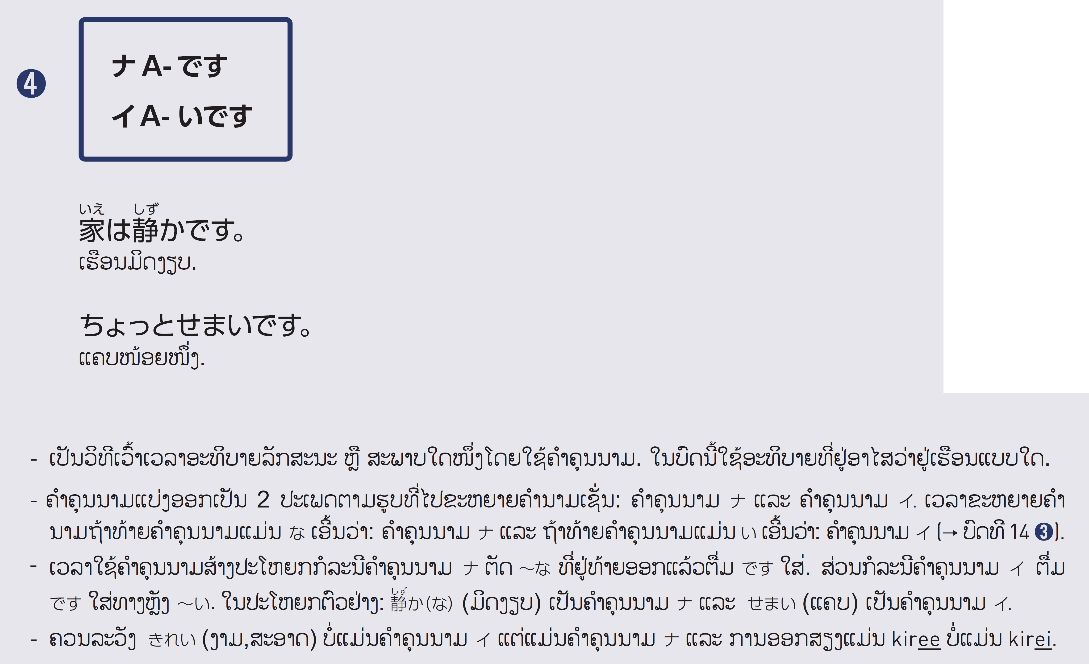 4
ナA-です
イA-いです
いえ しず
家は静かです。
ເຮືອນມິດງຽບ.
ちょっとせまいです。
ແຄບໜ້ອຍໜຶ່ງ.
- ເປັນວິທີເວົ້າເວລາອະທິບາຍລັກສະນະ ຫຼື ສະພາບໃດໜຶ່ງໂດຍໃຊ້ຄຳຄຸນນາມ. ໃນບົດນີ້ໃຊ້ອະທິບາຍທີ່ຢູ່ອາໄສວ່າຢູ່ເຮືອນແບບໃດ.
- ຄຳຄຸນນາມແບ່ງອອກເປັນ 2 ປະເພດຕາມຮູບທີ່ໄປຂະຫຍາຍຄຳນາມເຊັ່ນ: ຄຳຄຸນນາມ ナ ແລະ ຄຳຄຸນນາມ イ. ເວລາຂະຫຍາຍຄຳ
ນາມຖ້າທ້າຍຄຳຄຸນນາມແມ່ນ な ເອີ້ນວ່າ: ຄຳຄຸນນາມ ナ ແລະ ຖ້າທ້າຍຄຳຄຸນນາມແມ່ນ い ເອີ້ນວ່າ: ຄຳຄຸນນາມ イ (→ ບົດທີ 14 3).
- ເວລາໃຊ້ຄຳຄຸນນາມສ້າງປະໂຫຍກກໍລະນີຄຳຄຸນນາມ ナ ຕັດ ~な ທີ່ຢູ່ທ້າຍອອກແລ້ວຕື່ມ です ໃສ່. ສ່ວນກໍລະນີຄຳຄຸນນາມ イ ຕື່ມ
しず
です ໃສ່ທາງຫຼັງ ~い. ໃນປະໂຫຍກຕົວຢ່າງ: 静か(な) (ມິດງຽບ) ເປັນຄຳຄຸນນາມ ナ ແລະ せまい (ແຄບ) ເປັນຄຳຄຸນນາມ イ.
- ຄວນລະວັງ きれい (ງາມ,ສະອາດ) ບໍ່ແມ່ນຄຳຄຸນນາມ イ ແຕ່ແມ່ນຄຳຄຸນນາມ ナ ແລະ ການອອກສຽງແມ່ນ kiree ບໍ່ແມ່ນ kirei.